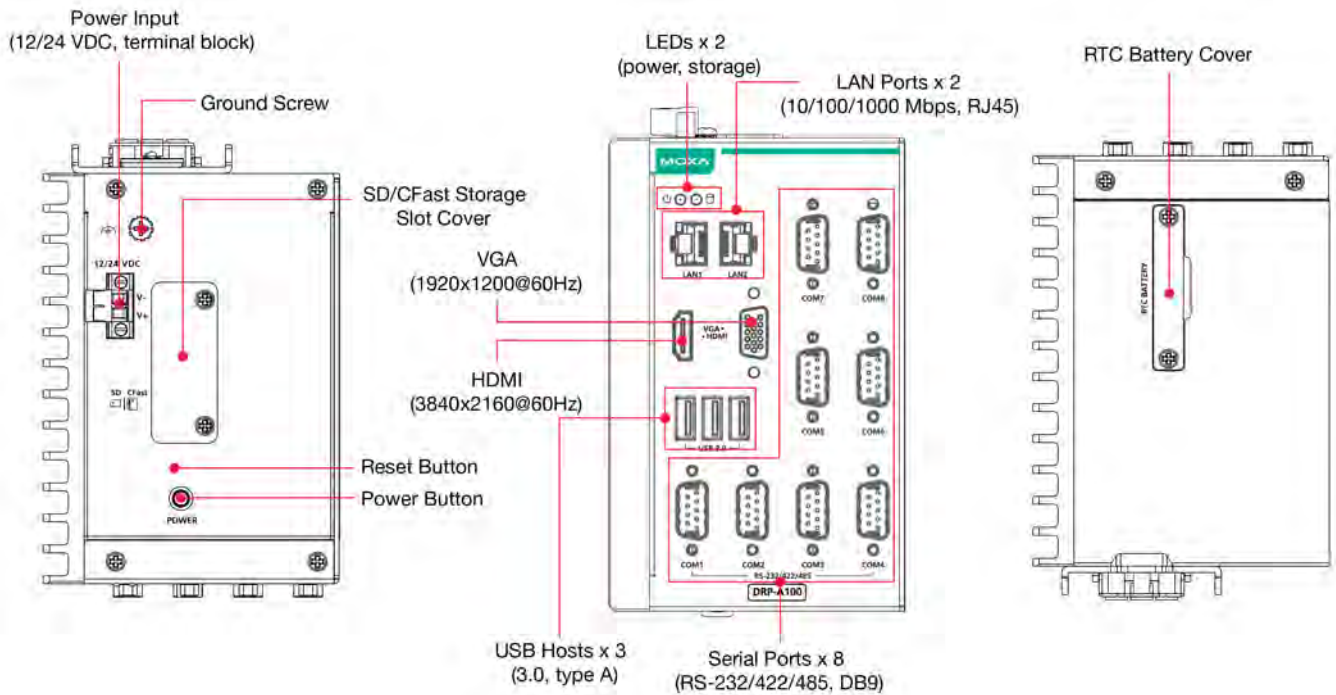 Power Input
(12/24 VDC, terminal block)
Ground Screw
SD/CFast Storage
Slot Cover
12/24 VDC
V-
V+
SD CFast
Reset Button
Power Button
POWER
LEDs x 2
(power, storage)
LAN Ports x 2
(10/100/1000 Mbps, RJ45)
MOXA
LAN1 LAN2
VGA
(1920x1200@60Hz)
VGA
HDMI
HDMI
(3840x2160@60Hz)
USB 3.0
COM7 COM8
COM5 COM6
COM1 COM2 COM3 COM4
RS-232/422/485
DRP-A100
USB Hosts x 3
(3.0, type A)
Serial Ports x 8
(RS-232/422/485, DB9)
RTC Battery Cover
RTC BATTERY